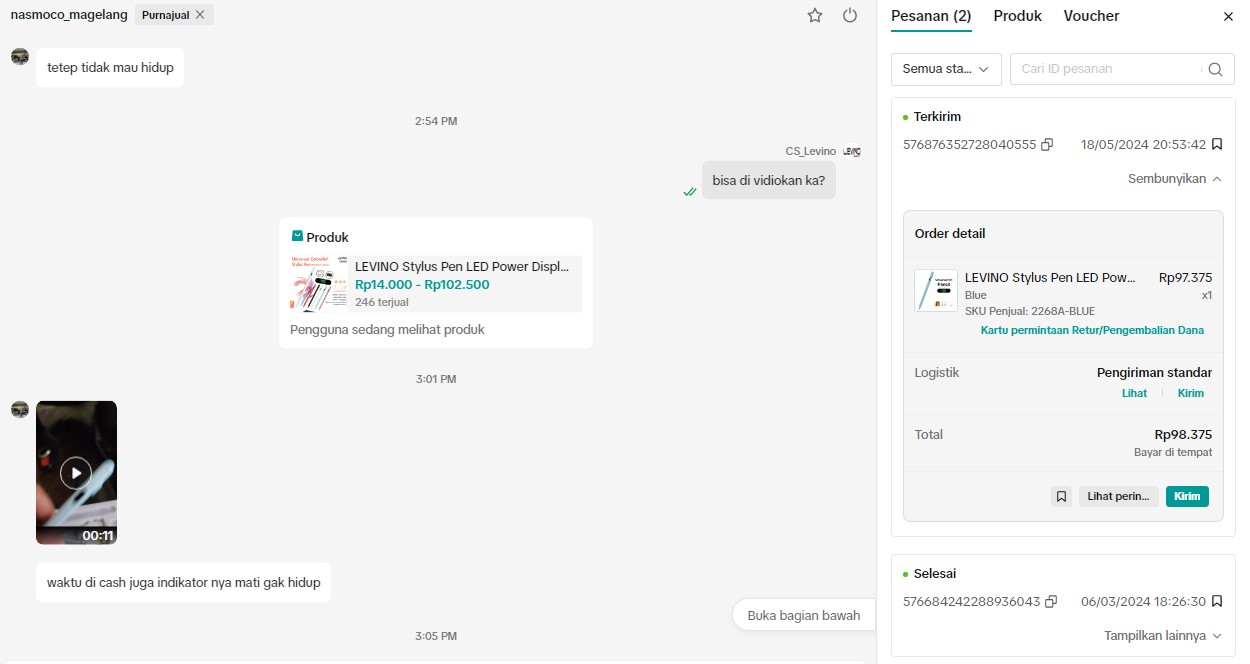 nasmoco_magelang Purnajual
tetep tidak mau hidup
2:54 PM
CS_Levino
bisa di vidiokan ka?
Produk
LEVINO Stylus Pen LED Power Displ...
Rp14.000 - Rp102.500
246 terjual
Pengguna sedang melihat produk
3:01 PM
00:11
waktu di cash juga indikator nya mati gak hidup
Buka bagian bawah
3:05 PM
Pesanan (2) Produk Voucher
Semua sta... Cari ID pesanan
Terkirim
576876352728040555 18/05/2024 20:53:42
Sembunyikan
Order detail
LEVINO Stylus Pen LED Pow... Rp97.375
Blue x1
SKU Penjual: 2268A-BLUE
Kartu permintaan Retur/Pengembalian Dana
Logistik Pengiriman standar
Lihat Kirim
Total Rp98.375
Bayar di tempat
Lihat perin... Kirim
Selesai
576684242288936043 06/03/2024 18:26:30
Tampilkan lainnya